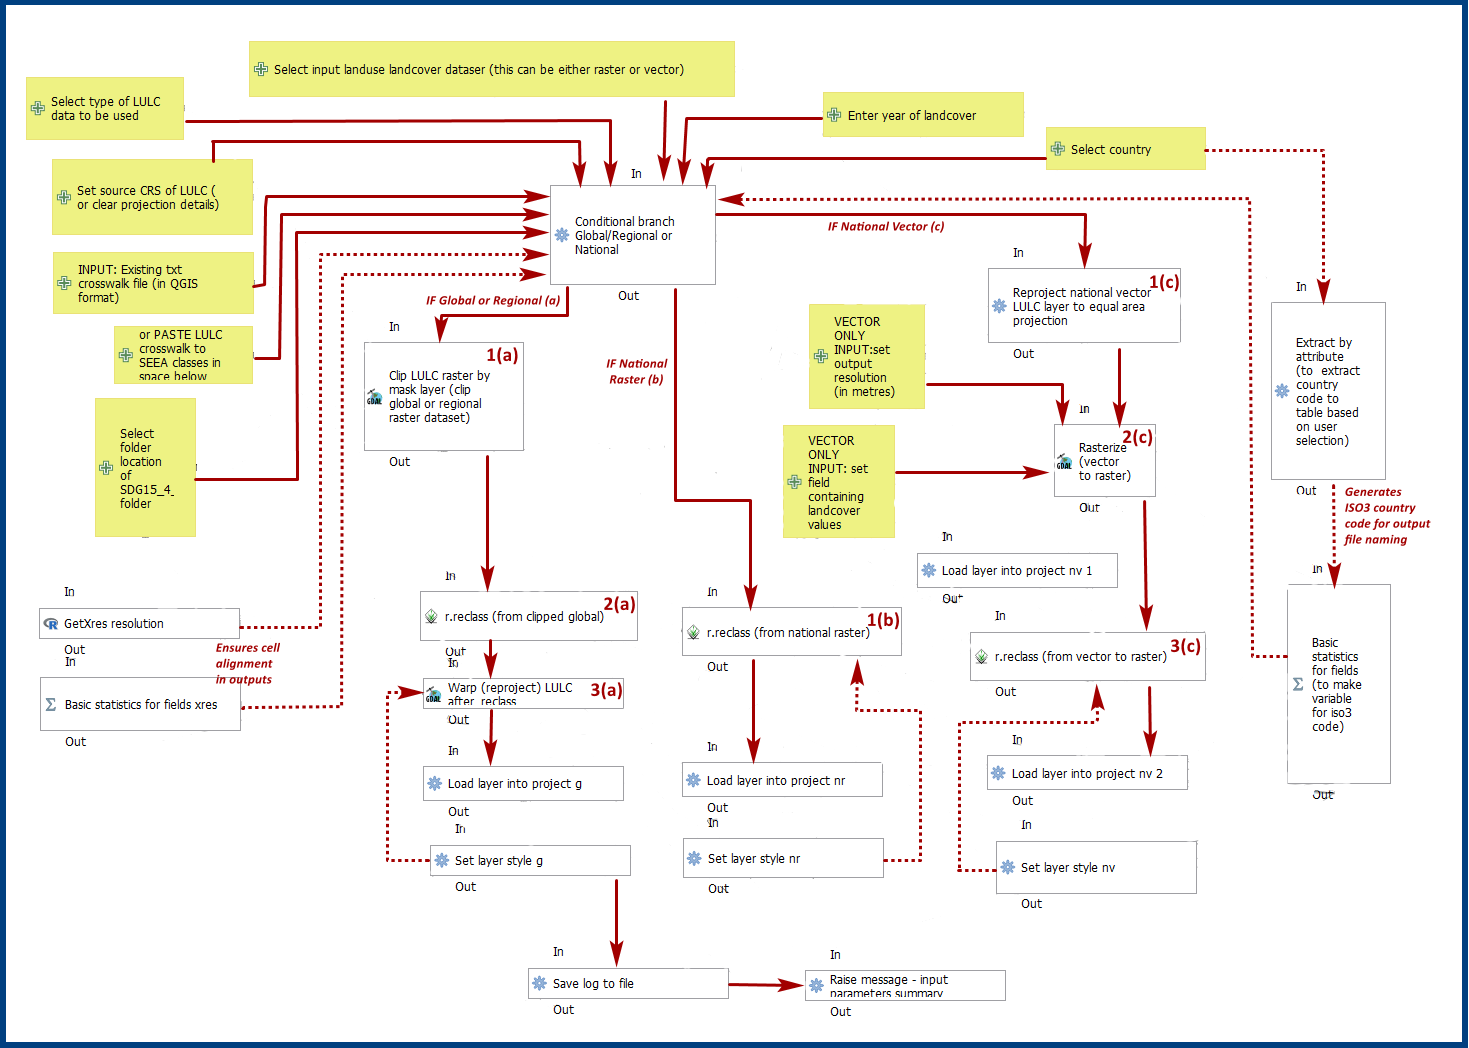 Select input landuse landcover dataser (this can be either raster or vector)
Select type of LULC
data to be used
Enter year of landcover
Select country
Set source CRS of LULC (
or clear projection details)
INPUT: Existing txt
crosswalk file (in QGIS
format)
or PASTE LULC
crosswalk to
SEEA classes in
space below
Select
folder
location
of
SDG15_4_
folder
In
Conditional branch
Global/Regional or
National
Out
IF National Vector (c)
IF Global or Regional (a)
IF National
Raster (b)
In
1(a)
Clip LULC raster by
mask layer (clip
global or regional
raster dataset)
GDAL
Out
In
1(c)
Reproject national vector
LULC layer to equal area
projection
Out
VECTOR
ONLY
INPUT:set
output
resolution
(in metres)
VECTOR
ONLY
INPUT: set
field
containing
landcover
values
In
2(c)
Rasterize
(vector
to raster)
GDAL
Out
In
Extract by
attribute
(to extract
country
code to
table based
on user
selection)
Out
Generates
ISO3 country
code for output
file naming
In
Basic
statistics
for fields
(to make
variable
for iso3
code)
Out
In
Load layer into project nv 1
Out
In
R
GetXres resolution
Out
In
Basic statistics for fields xres
Out
Ensures cell
alignment
in outputs
In
2(a)
r.reclass (from clipped global)
Out
In
3(a)
Warp (reproject) LULC
after reclass
GDAL
Out
In
Load layer into project g
Out
In
Set layer style g
Out
In
1(b)
r.reclass (from national raster)
Out
In
Load layer into project nr
Out
In
Set layer style nr
Out
In
3(c)
r.reclass (from vector to raster)
Out
In
Load layer into project nv 2
Out
In
Set layer style nv
Out
In
Save log to file
Out
In
Raise message - input
parameters summary
Out